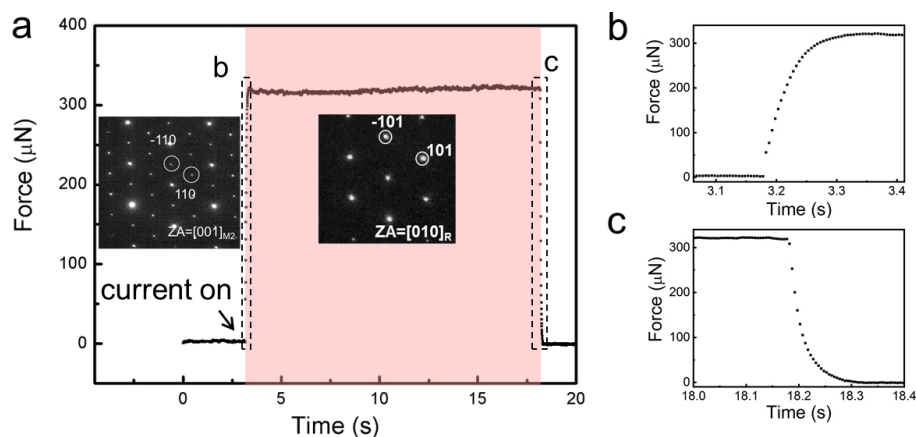 a
400
300
200
100
0
Force (μN)
b
c
-110
110
ZA=[001]M2
-101
101
ZA=[010]R
current on
0
5
10
15
20
Time (s)
b
300
200
100
0
Force (μN)
3.1
3.2
3.3
3.4
Time (s)
c
300
200
100
0
Force (μN)
18.0
18.1
18.2
18.3
18.4
Time (s)